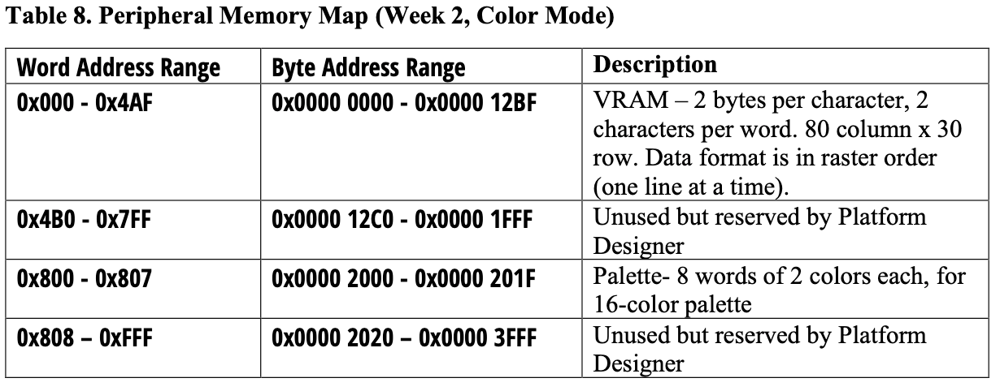 Table 8. Peripheral Memory Map (Week 2, Color Mode)
Word Address Range Byte Address Range Description
0x000 - 0x4AF 0x0000 0000 - 0x0000 12BF VRAM – 2 bytes per character, 2
characters per word. 80 column x 30
row. Data format is in raster order
(one line at a time).
0x4B0 - 0x7FF 0x0000 12C0 - 0x0000 1FFF Unused but reserved by Platform
Designer
0x800 - 0x807 0x0000 2000 - 0x0000 201F Palette- 8 words of 2 colors each, for
16-color palette
0x808 – 0xFFF 0x0000 2020 – 0x0000 3FFF Unused but reserved by Platform
Designer